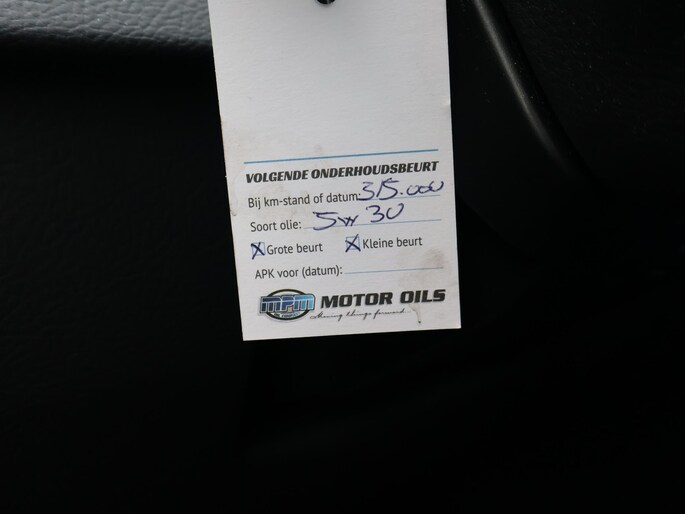 VOLGENDE ONDERHOUDSBEURT
Bij km-stand of datum: 315.000
Soort olie: 5w30
Grote beurt Kleine beurt
APK voor (datum):
MPM MOTOR OILS